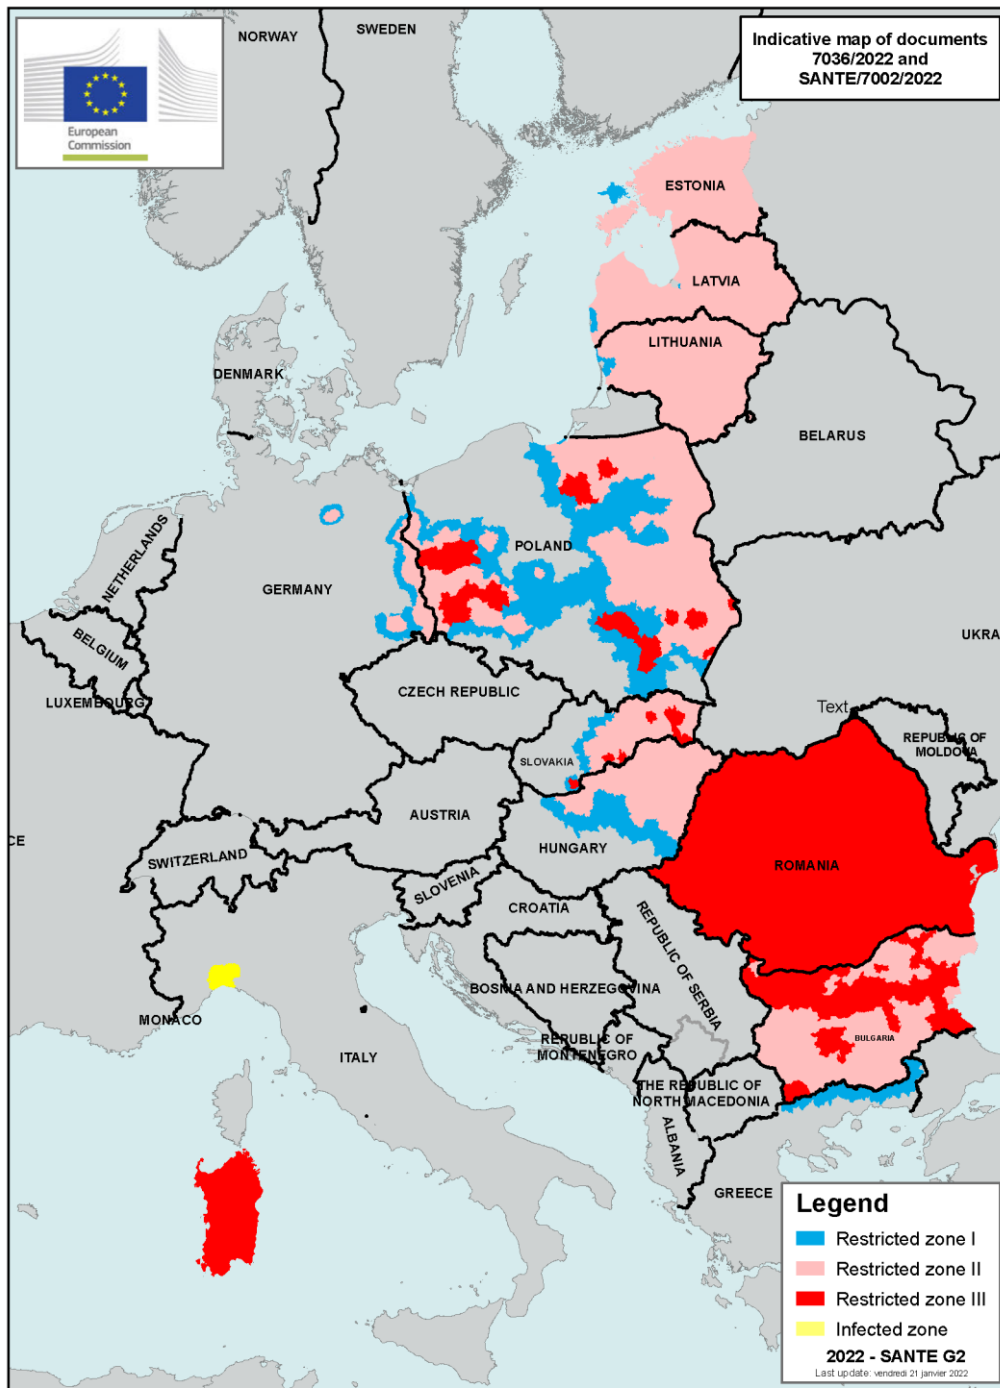 NORWAY
SWEDEN
Indicative map of documents
7036/2022 and
SANTE/7002/2022
European
Commission
ESTONIA
LATVIA
LITHUANIA
DENMARK
BELARUS
NETHERLANDS
POLAND
GERMANY
BELGIUM
UKRA
LUXEMBOURG
CZECH REPUBLIC
Text
REPUBLIC OF
MOLDOVA
SLOVAKIA
AUSTRIA
CE
HUNGARY
SWITZERLAND
ROMANIA
SLOVENIA
CROATIA
REPUBLIC OF SERBIA
BOSNIA AND HERZEGOVINA
MONACO
REPUBLIC OF
MONTENEGRO
BULGARIA
ITALY
THE REPUBLIC OF
NORTH MACEDONIA
ALBANIA
GREECE
Legend
Restricted zone I
Restricted zone II
Restricted zone III
Infected zone
2022 - SANTE G2
Last update: vendredi 21 janvier 2022